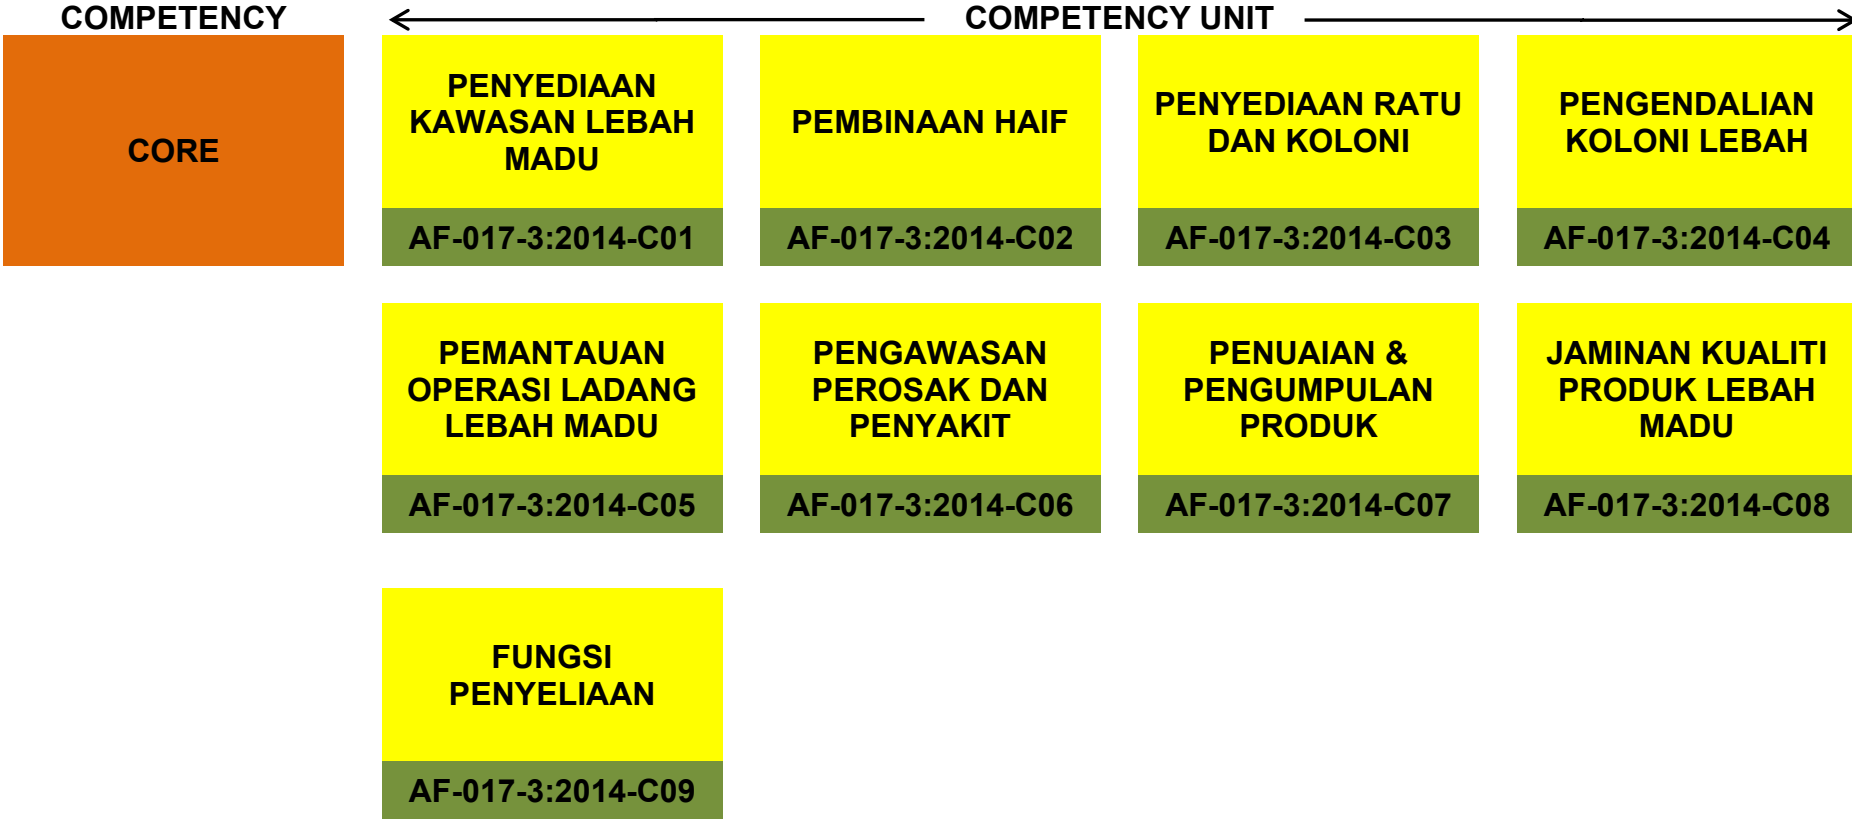 COMPETENCY
COMPETENCY UNIT
CORE
PENYEDIAAN
KAWASAN LEBAH
MADU
AF-017-3:2014-C01
PEMBINAAN HAIF
AF-017-3:2014-C02
PENYEDIAAN RATU
DAN KOLONI
AF-017-3:2014-C03
PENGENDALIAN
KOLONI LEBAH
AF-017-3:2014-C04
PEMANTAUAN
OPERASI LADANG
LEBAH MADU
AF-017-3:2014-C05
PENGAWASAN
PEROSAK DAN
PENYAKIT
AF-017-3:2014-C06
PENUAIAN &
PENGUMPULAN
PRODUK
AF-017-3:2014-C07
JAMINAN KUALITI
PRODUK LEBAH
MADU
AF-017-3:2014-C08
FUNGSI
PENYELIAAN
AF-017-3:2014-C09